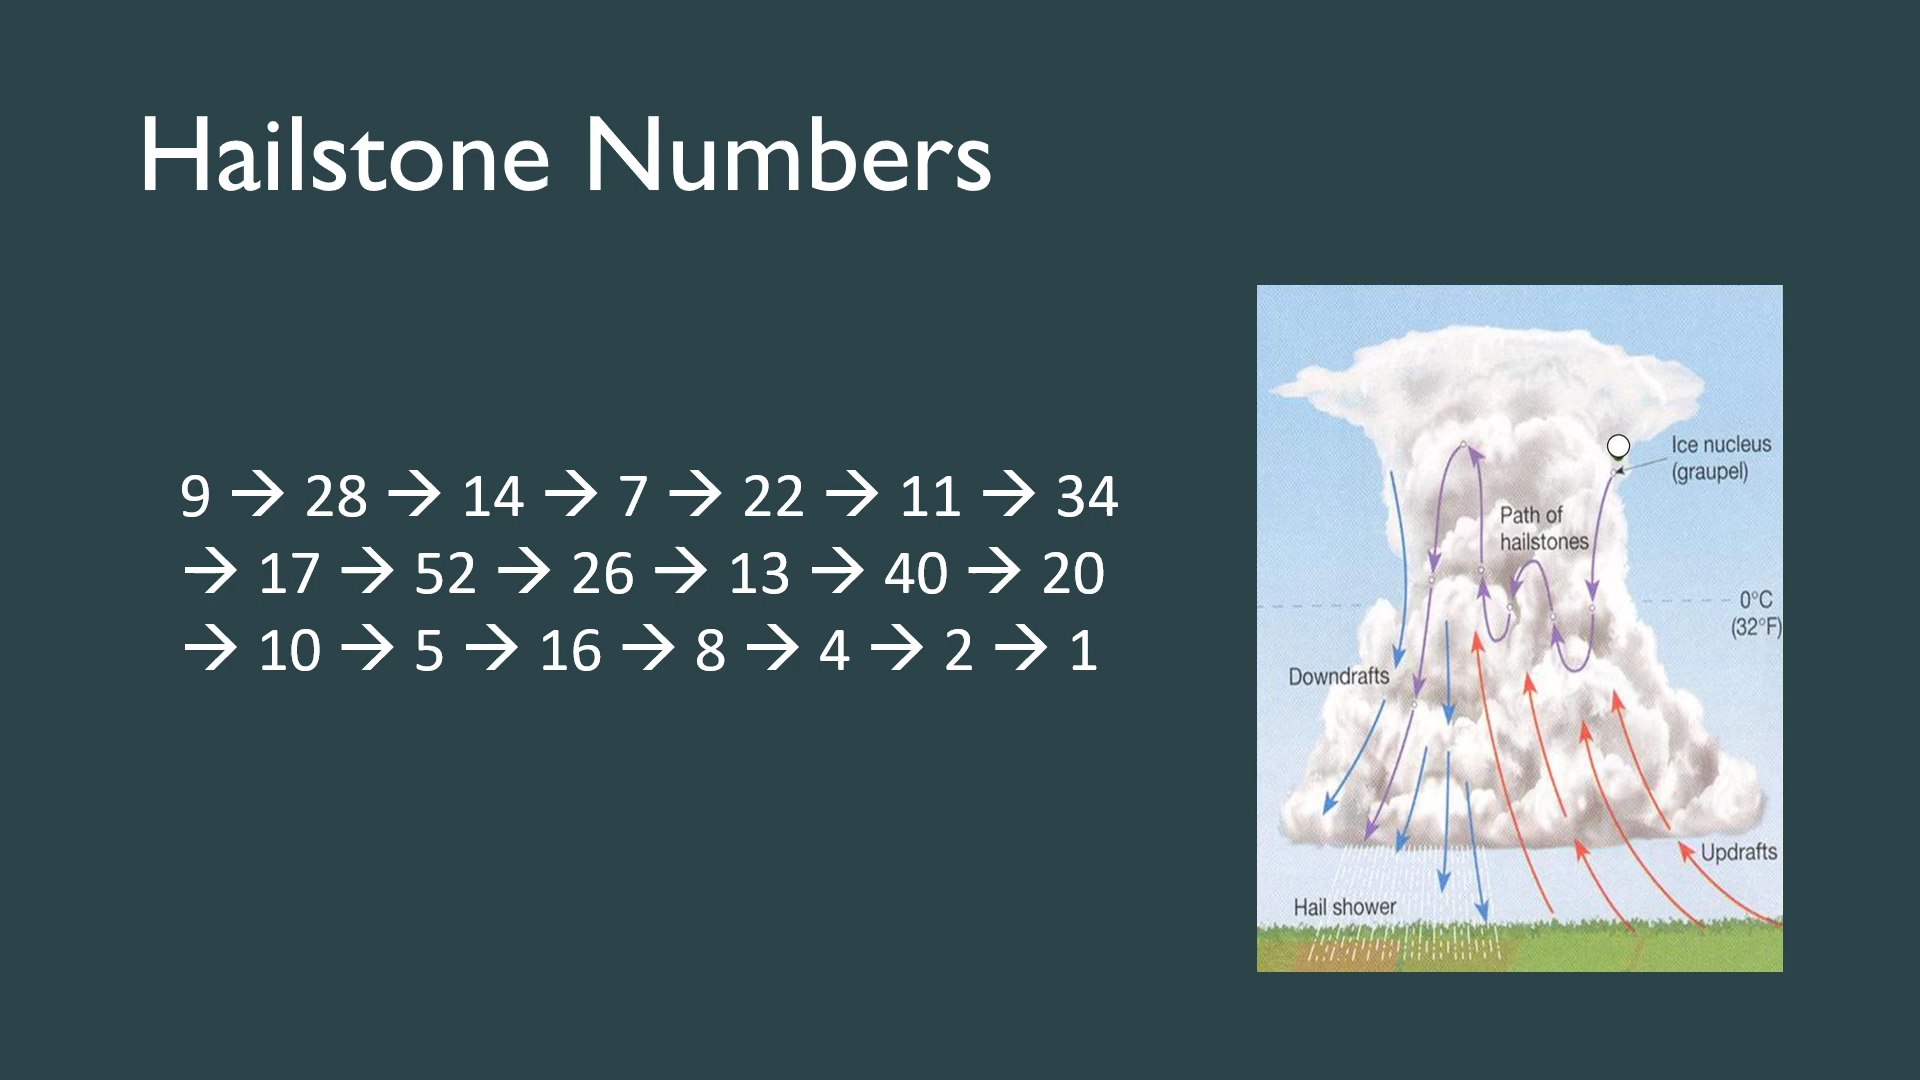 Hailstone Numbers
9 → 28 → 14 → 7 → 22 → 11 → 34
→ 17 → 52 → 26 → 13 → 40 → 20
→ 10 → 5 → 16 → 8 → 4 → 2 → 1
Ice nucleus
(graupel)
Path of
hailstones
0°C
(32°F)
Downdrafts
Updrafts
Hail shower